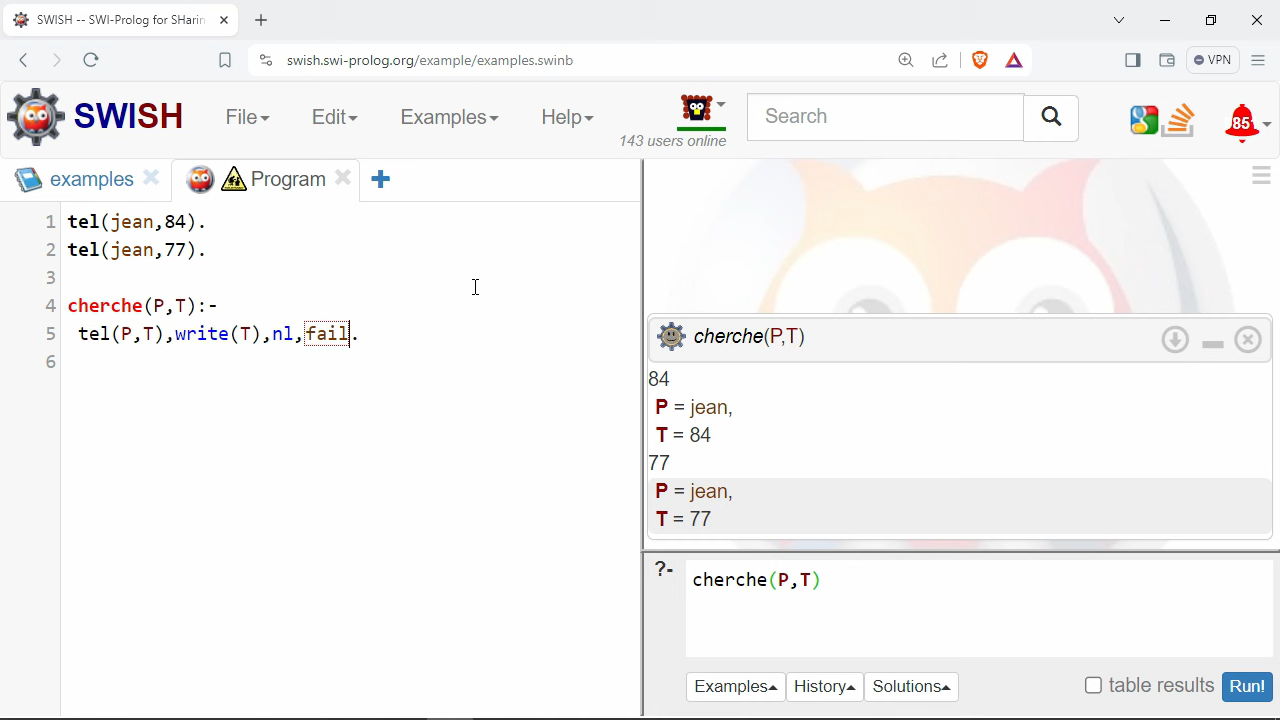 SWISH -- SWI-Prolog for SHarin
swish.swi-prolog.org/example/examples.swinb
VPN
SWISH
File
Edit
Examples
Help
143 users online
Search
85
examples
Program
1 tel(jean,84).
2 tel(jean,77).
3
4 cherche(P,T):-
5 tel(P,T),write(T),nl,fail.
6
cherche(P,T)
84
P = jean,
T = 84
77
P = jean,
T = 77
?- cherche(P,T)
Examples
History
Solutions
table results
Run!